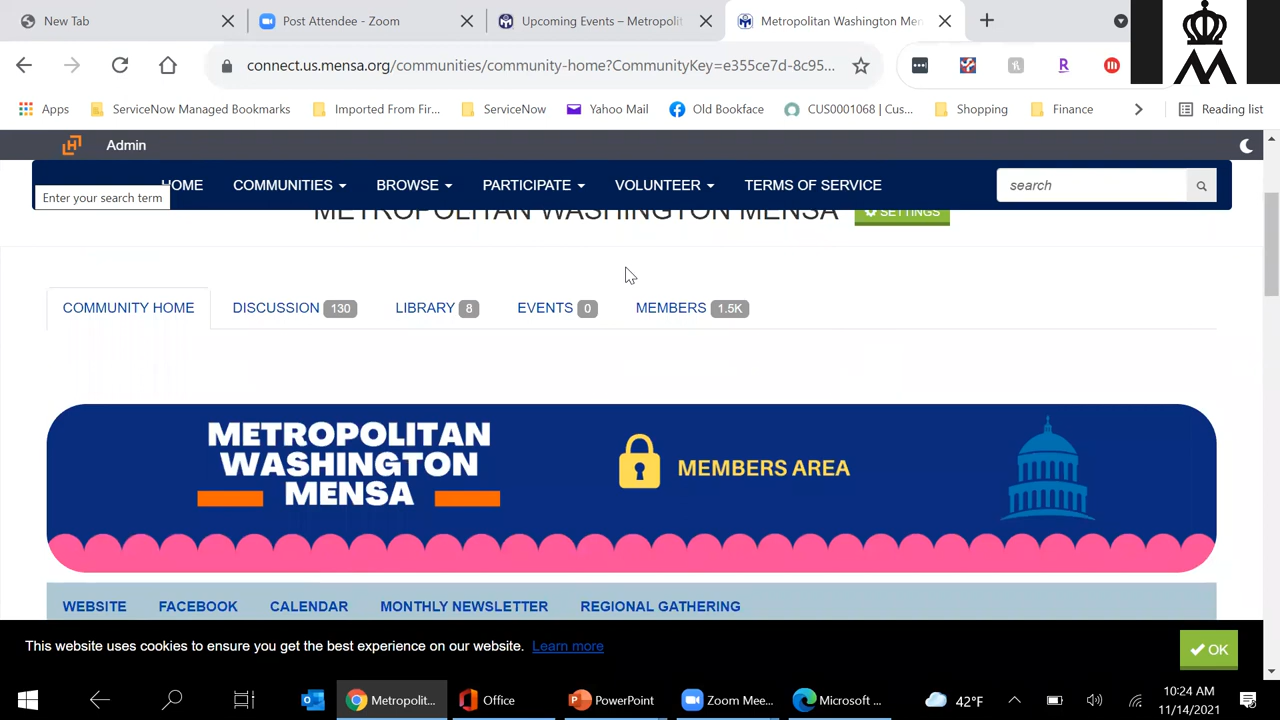 New Tab
Post Attendee - Zoom
Upcoming Events – Metropolit
Metropolitan Washington Men
connect.us.mensa.org/communities/community-home?CommunityKey=e355ce7d-8c95...
Apps
ServiceNow Managed Bookmarks
Imported From Fir...
ServiceNow
Yahoo Mail
Old Bookface
CUS0001068 | Cus...
Shopping
Finance
Reading list
Admin
HOME
COMMUNITIES
BROWSE
PARTICIPATE
VOLUNTEER
TERMS OF SERVICE
search
Enter your search term
METROPOLITAN WASHINGTON MENSA
SETTINGS
COMMUNITY HOME
DISCUSSION 130
LIBRARY 8
EVENTS 0
MEMBERS 1.5K
METROPOLITAN
WASHINGTON
MENSA
MEMBERS AREA
WEBSITE
FACEBOOK
CALENDAR
MONTHLY NEWSLETTER
REGIONAL GATHERING
This website uses cookies to ensure you get the best experience on our website. Learn more
OK
Metropolit...
Office
PowerPoint
Zoom Mee...
Microsoft ...
42°F
10:24 AM
11/14/2021